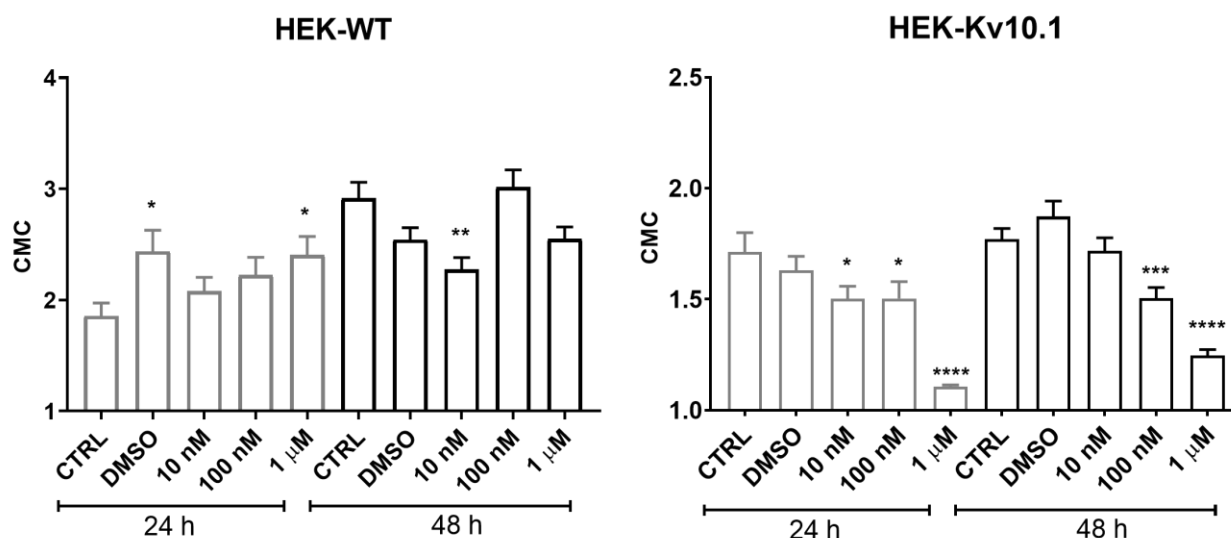 HEK-WT
CMC
4
3
2
1
*
*
**
CTRL
DMSO
10 nM
100 nM
1 μM
CTRL
DMSO
10 nM
100 nM
1 μM
24 h
48 h
HEK-Kv10.1
CMC
2.5
2.0
1.5
1.0
*
*
****
***
****
CTRL
DMSO
10 nM
100 nM
1 μM
CTRL
DMSO
10 nM
100 nM
1 μM
24 h
48 h